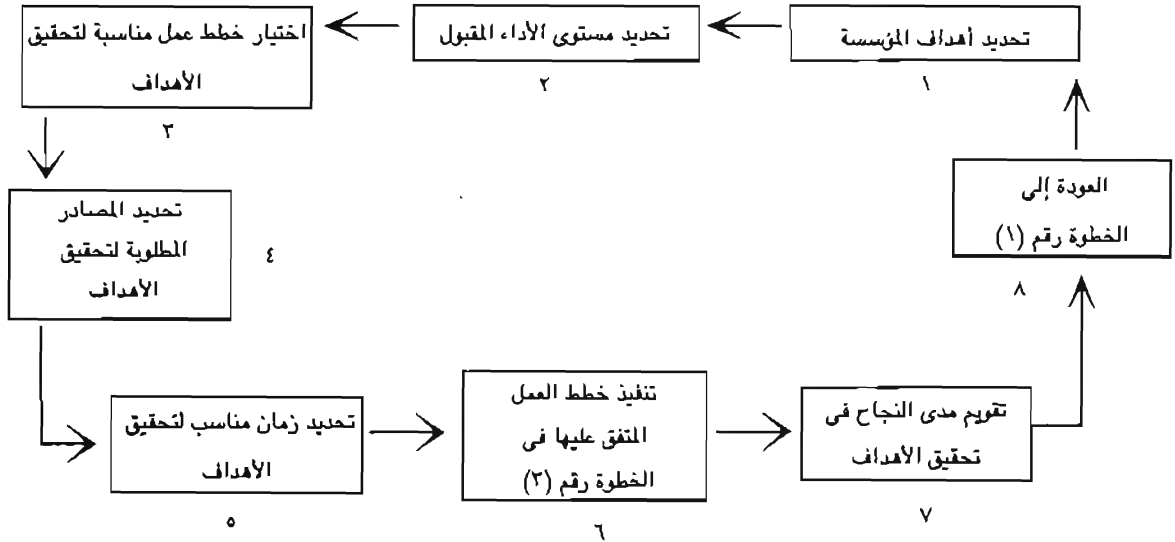 تحديد أهداف المؤسسة
١
تحديد مستوى الأداء المقبول
٢
اختيار خطط عمل مناسبة لتحقيق
الأهداف
٣
تحديد المصادر
المطلوبة لتحقيق
الأهداف
٤
تحديد زمان مناسب لتحقيق
الأهداف
٥
تنفيذ خطط العمل
المتفق عليها فى
الخطوة رقم (٣)
٦
تقويم مدى النجاح فى
تحقيق الأهداف
٧
العودة إلى
الخطوة رقم (١)
٨